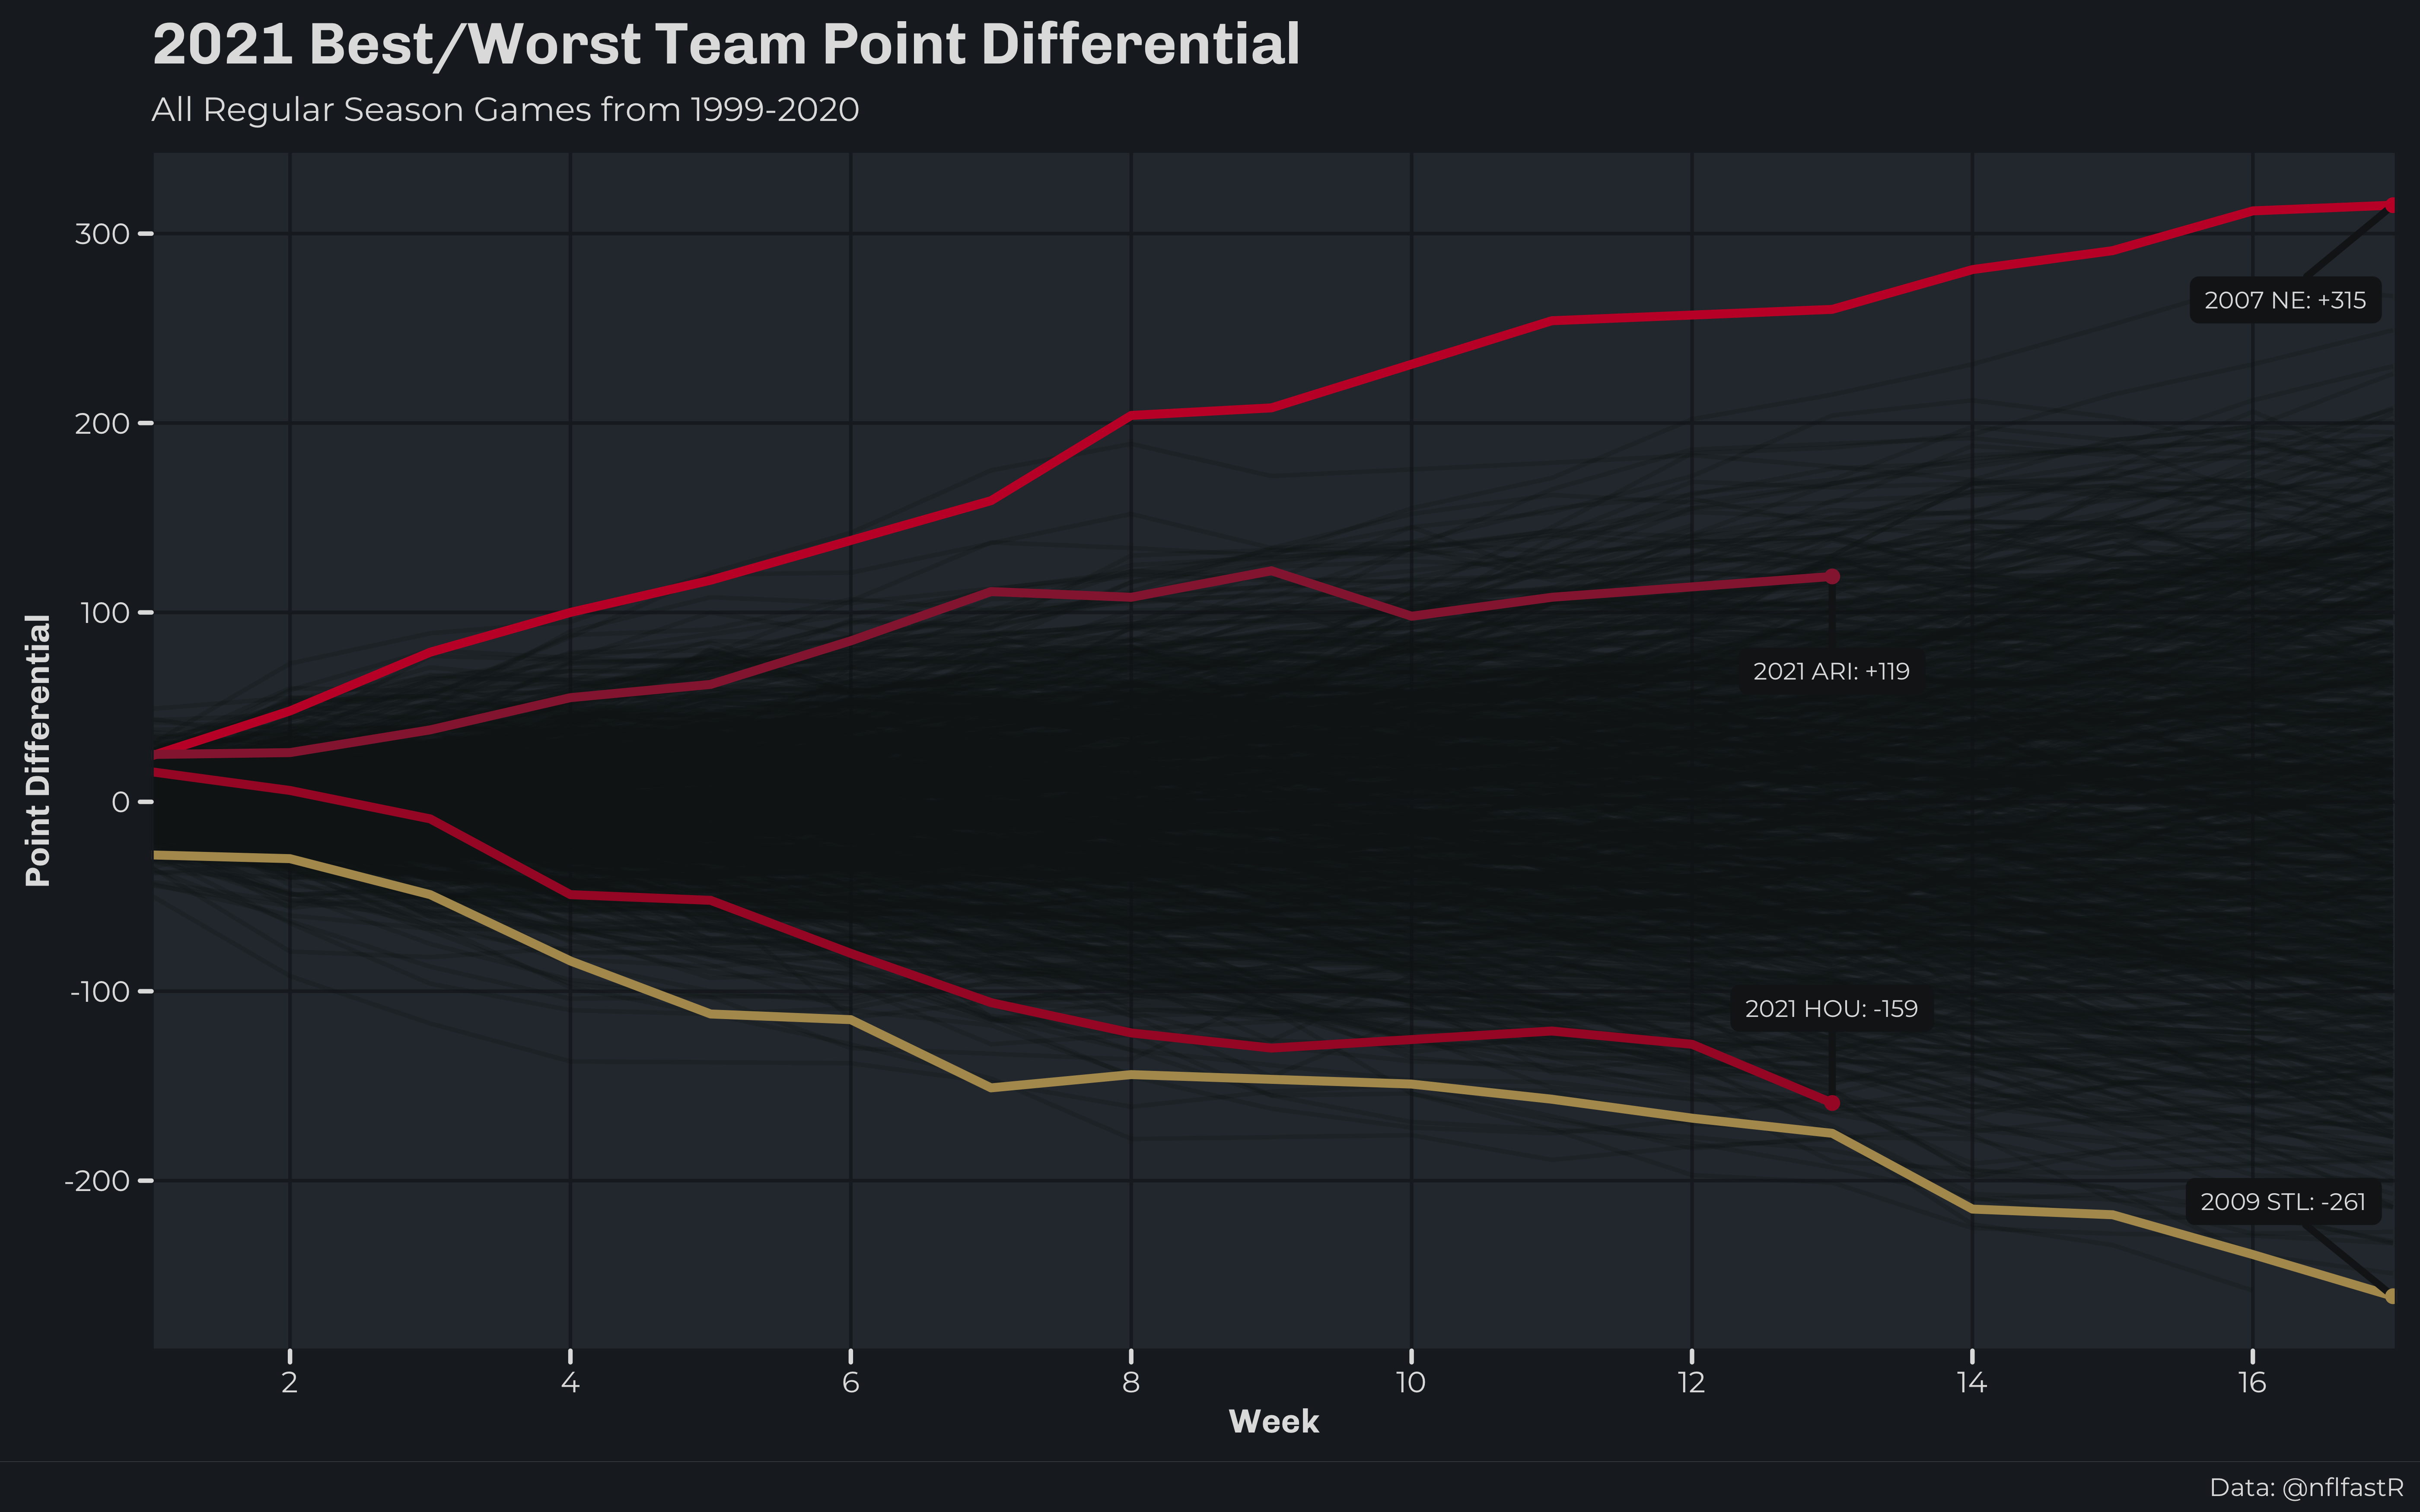 2021 Best/Worst Team Point Differential
All Regular Season Games from 1999-2020
Point Differential
300
200
100
0
-100
-200
2007 NE: +315
2021 ARI: +119
2021 HOU: -159
2009 STL: -261
2 4 6 8 10 12 14 16
Week
Data: @nflfastR